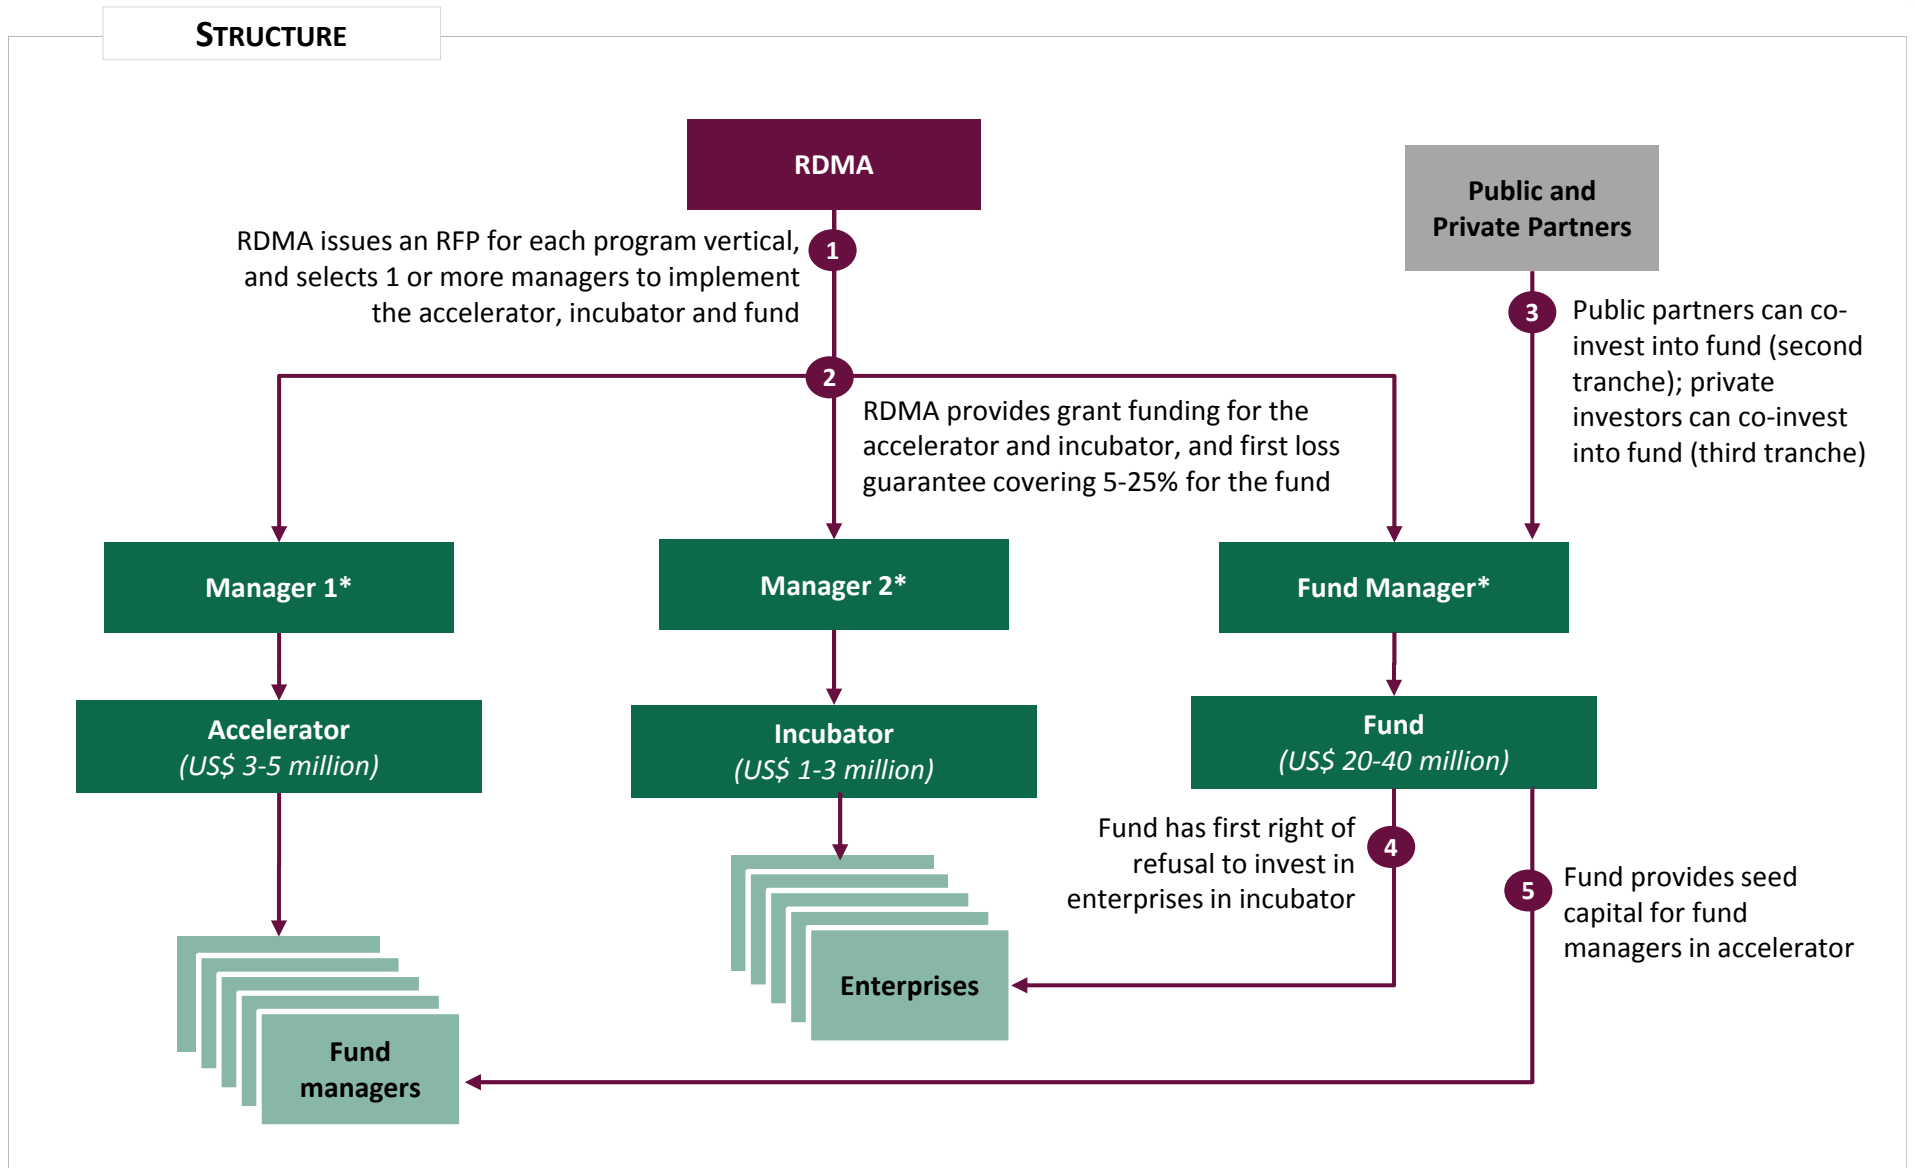 STRUCTURE
RDMA
Public and
Private Partners
1
RDMA issues an RFP for each program vertical,
and selects 1 or more managers to implement
the accelerator, incubator and fund
3
Public partners can co-
invest into fund (second
tranche); private
investors can co-invest
into fund (third tranche)
2
RDMA provides grant funding for the
accelerator and incubator, and first loss
guarantee covering 5-25% for the fund
Manager 1*
Manager 2*
Fund Manager*
Accelerator
(US$ 3-5 million)
Incubator
(US$ 1-3 million)
Fund
(US$ 20-40 million)
4
Fund has first right of
refusal to invest in
enterprises in incubator
5
Fund provides seed
capital for fund
managers in accelerator
Enterprises
Fund
managers